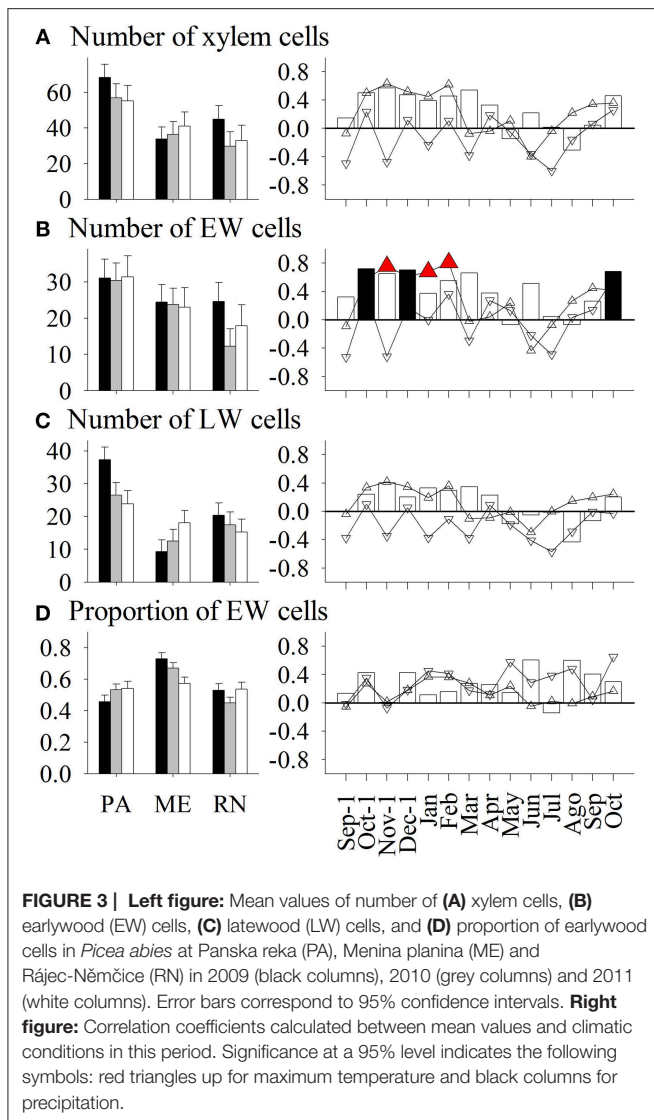 A Number of xylem cells
60
40
20
0
0.8
0.4
0.0
-0.4
-0.8
B Number of EW cells
30
20
10
0
0.8
0.4
0.0
-0.4
-0.8
C Number of LW cells
40
30
20
10
0
0.8
0.4
0.0
-0.4
-0.8
D Proportion of EW cells
0.8
0.6
0.4
0.2
0.0
0.8
0.4
0.0
-0.4
-0.8
PA ME RN
Sep-1 Oct-1 Nov-1 Dec-1 Jan Feb Mar Apr May Jun Jul Ago Sep Oct
FIGURE 3 | Left figure: Mean values of number of (A) xylem cells, (B)
earlywood (EW) cells, (C) latewood (LW) cells, and (D) proportion of earlywood
cells in Picea abies at Panska reka (PA), Menina planina (ME) and
Rájec-Němčice (RN) in 2009 (black columns), 2010 (grey columns) and 2011
(white columns). Error bars correspond to 95% confidence intervals. Right
figure: Correlation coefficients calculated between mean values and climatic
conditions in this period. Significance at a 95% level indicates the following
symbols: red triangles up for maximum temperature and black columns for
precipitation.